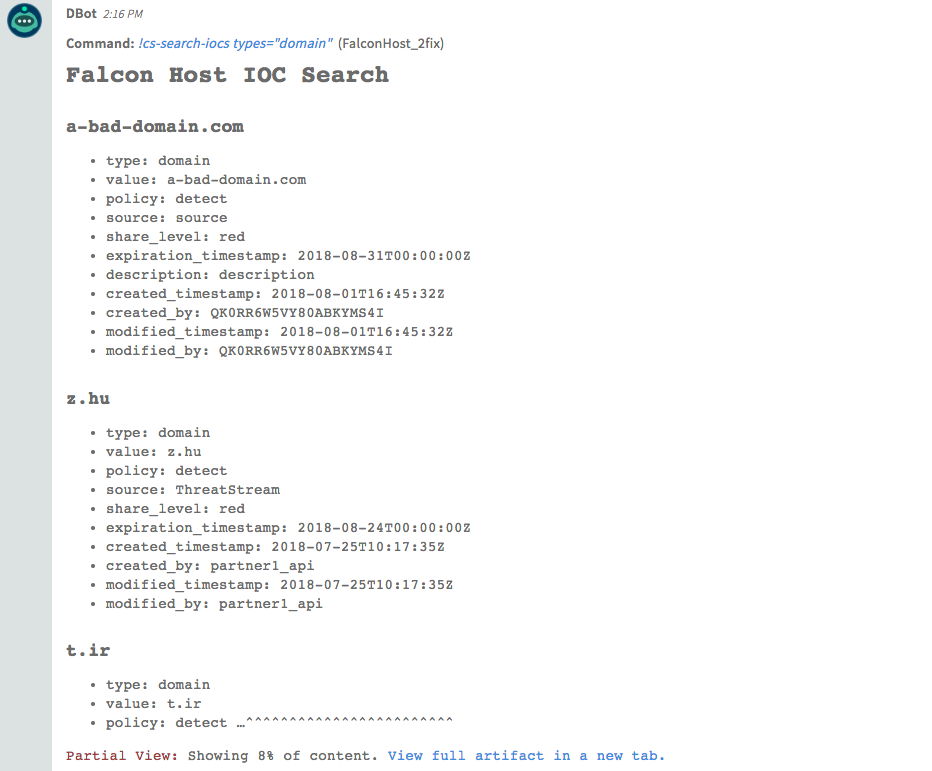 DBot 2:16 PM
Command: !cs-search-iocs types="domain" (FalconHost_2fix)
Falcon Host IOC Search
a-bad-domain.com
• type: domain
• value: a-bad-domain.com
• policy: detect
• source: source
• share_level: red
• expiration_timestamp: 2018-08-31T00:00:00Z
• description: description
• created_timestamp: 2018-08-01T16:45:32Z
• created_by: QK0RR6W5VY80ABKYMS4I
• modified_timestamp: 2018-08-01T16:45:32Z
• modified_by: QK0RR6W5VY80ABKYMS4I
z.hu
• type: domain
• value: z.hu
• policy: detect
• source: ThreatStream
• share_level: red
• expiration_timestamp: 2018-08-24T00:00:00Z
• created_timestamp: 2018-07-25T10:17:35Z
• created_by: partner1_api
• modified_timestamp: 2018-07-25T10:17:35Z
• modified_by: partner1_api
t.ir
• type: domain
• value: t.ir
• policy: detect …^^^^^^^^^^^^^^^^^^^^^^^^
Partial View: Showing 8% of content. View full artifact in a new tab.